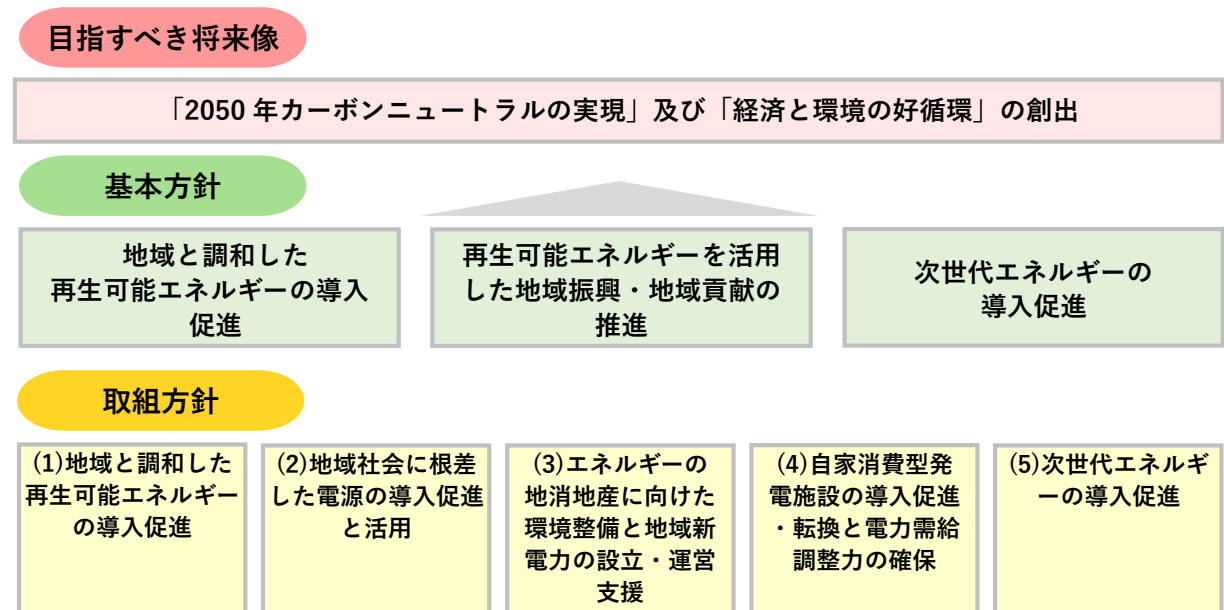 目指すべき将来像
「2050 年カーボンニュートラルの実現」及び「経済と環境の好循環」の創出
基本方針
地域と調和した
再生可能エネルギーの導入
促進
再生可能エネルギーを活用
した地域振興・地域貢献の
推進
次世代エネルギーの
導入促進
取組方針
(1)地域と調和した
再生可能エネルギー
の導入促進
(2)地域社会に根差
した電源の導入促進
と活用
(3)エネルギーの
地消地産に向けた
環境整備と地域新
電力の設立・運営
支援
(4)自家消費型発
電施設の導入促進
・転換と電力需給
調整力の確保
(5)次世代エネルギ
ーの導入促進